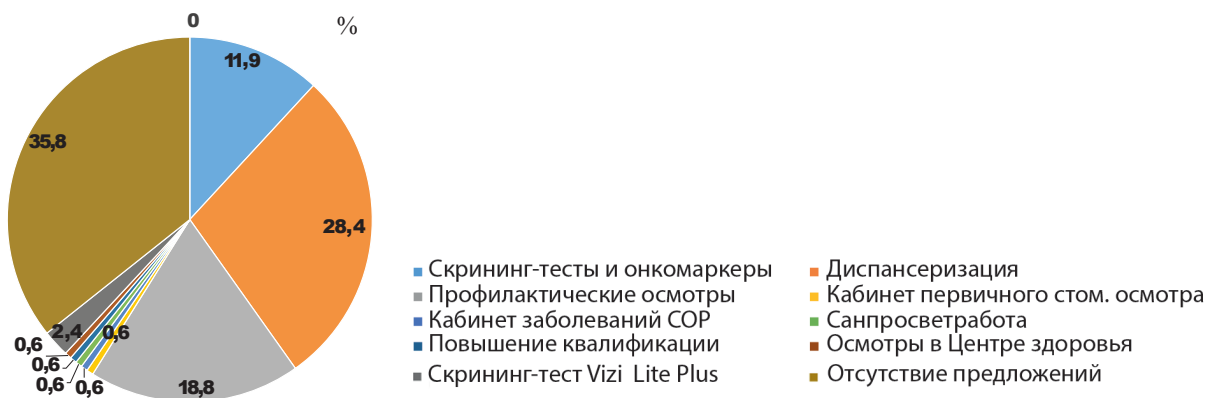 0
%
11,9
35,8
28,4
2,4
0,6
0,6
0,6
0,6
0,6
18,8
Скрининг-тесты и онкомаркеры
Диспансеризация
Профилактические осмотры
Кабинет первичного стом. осмотра
Кабинет заболеваний СОР
Санпросветработа
Повышение квалификации
Осмотры в Центре здоровья
Скрининг-тест Vizi Lite Plus
Отсутствие предложений